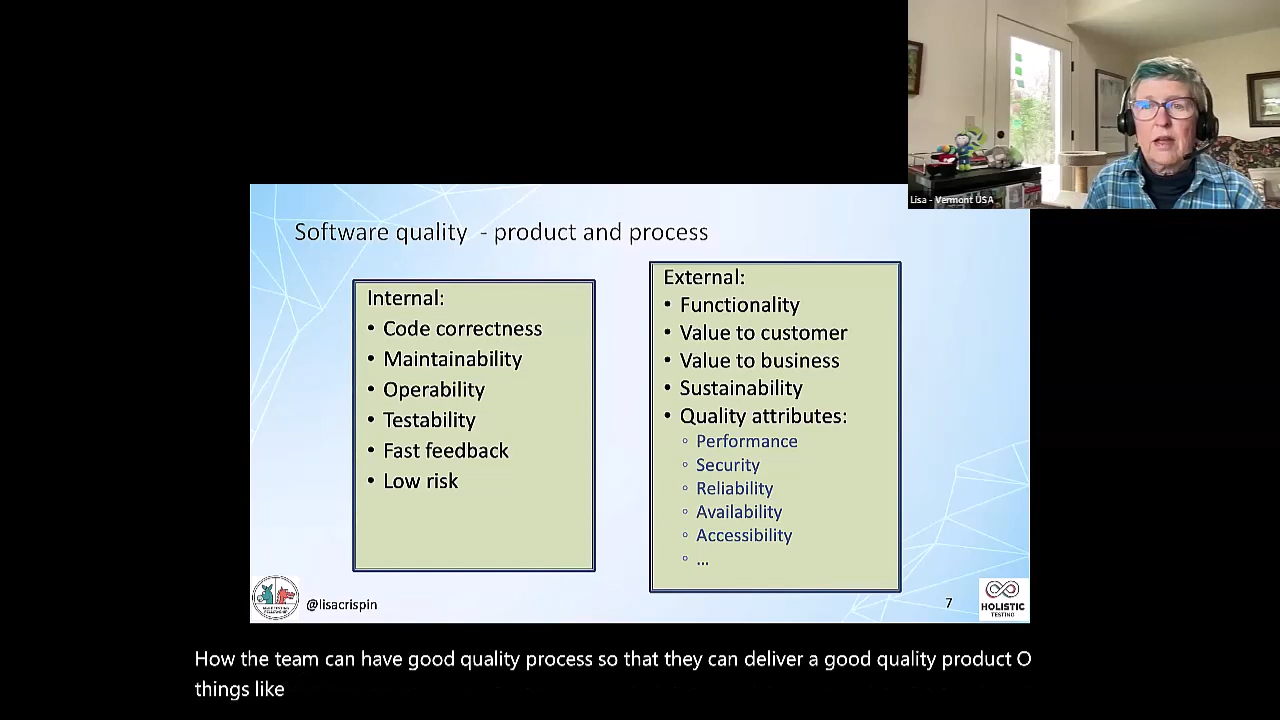 Lisa - Vermont USA
Software quality - product and process
Internal:
• Code correctness
• Maintainability
• Operability
• Testability
• Fast feedback
• Low risk
External:
• Functionality
• Value to customer
• Value to business
• Sustainability
• Quality attributes:
◦ Performance
◦ Security
◦ Reliability
◦ Availability
◦ Accessibility
◦ ...
@lisacrispin
7
HOLISTIC
TESTING
How the team can have good quality process so that they can deliver a good quality product O
things like